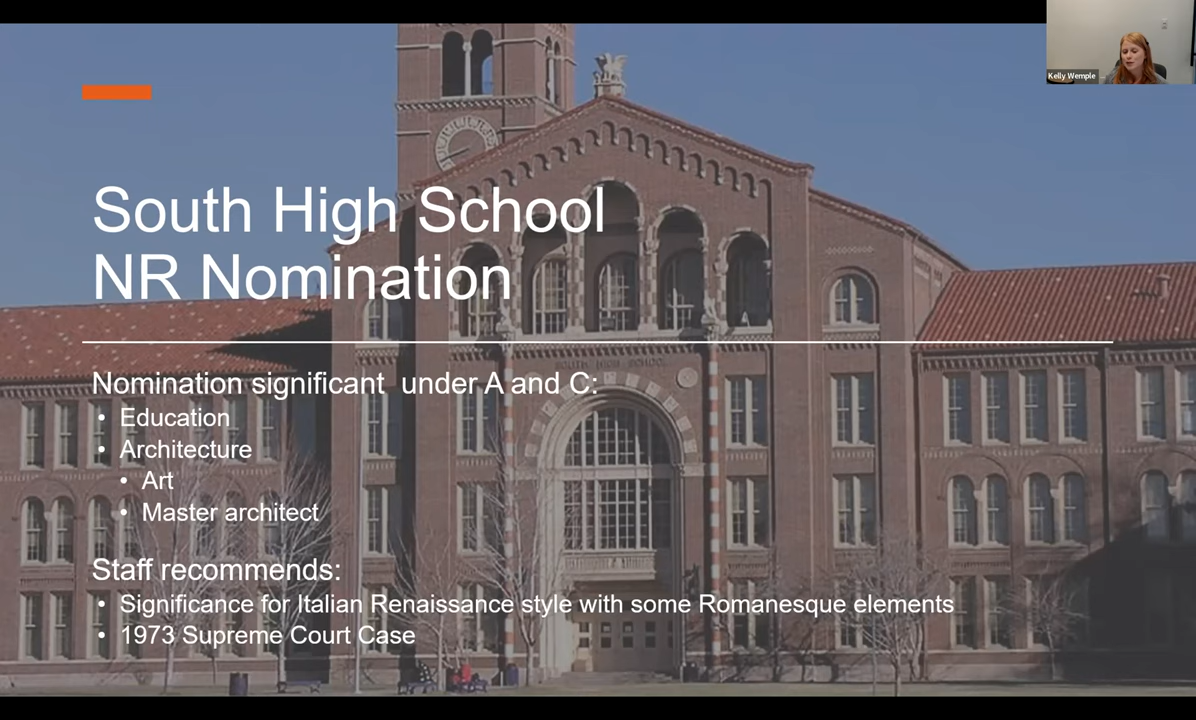 Kelly Wemple
South High School
NR Nomination
Nomination significant under A and C:
• Education
• Architecture
• Art
• Master architect
Staff recommends:
• Significance for Italian Renaissance style with some Romanesque elements
• 1973 Supreme Court Case